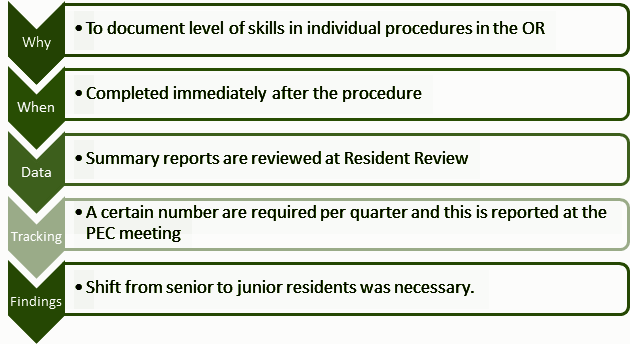 Why
• To document level of skills in individual procedures in the OR
When
• Completed immediately after the procedure
Data
• Summary reports are reviewed at Resident Review
Tracking
• A certain number are required per quarter and this is reported at the
PEC meeting
Findings
• Shift from senior to junior residents was necessary.